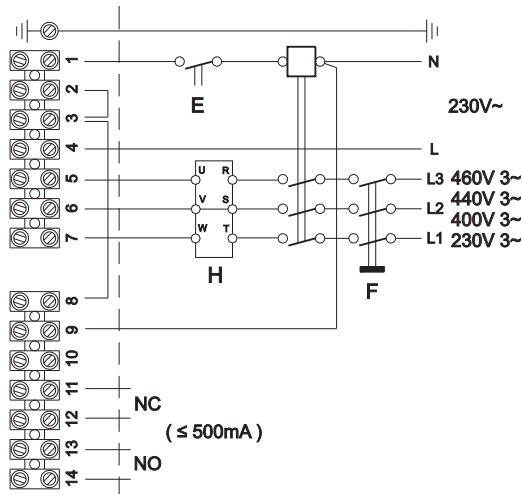 1
N
2
E
230V~
3
4
L
5
U
R
L3
460V 3~
440V 3~
6
V
S
L2
400V 3~
7
W
T
L1
230V 3~
H
F
8
9
10
11
NC
12
( ≤ 500mA )
13
NO
14